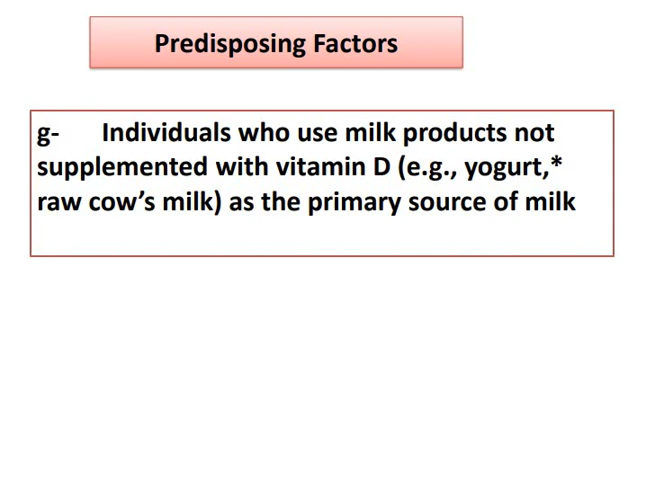 Predisposing Factors
g- Individuals who use milk products not
supplemented with vitamin D (e.g., yogurt,*
raw cow’s milk) as the primary source of milk